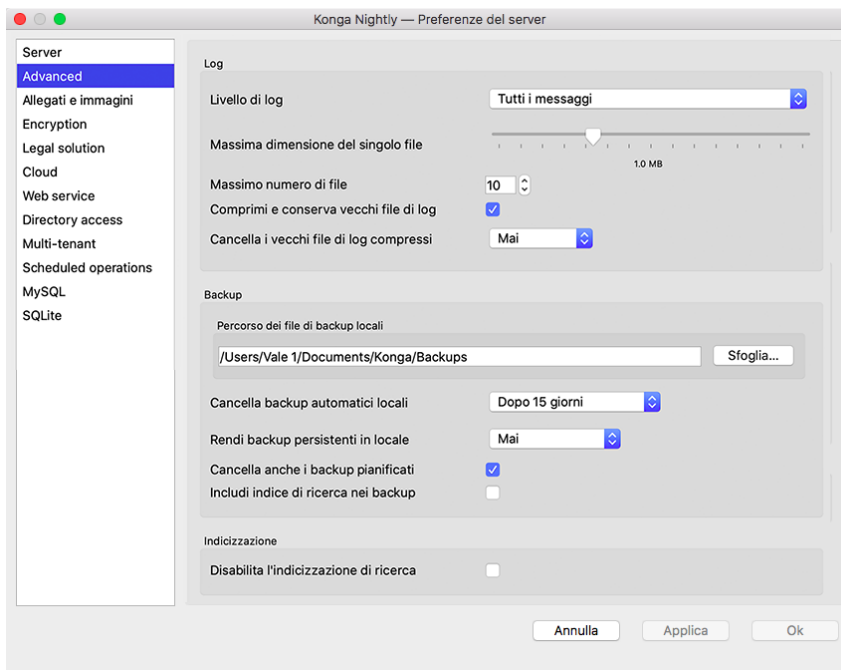 Konga Nightly — Preferenze del server
Server
Advanced
Allegati e immagini
Encryption
Legal solution
Cloud
Web service
Directory access
Multi-tenant
Scheduled operations
MySQL
SQLite
Log
Livello di log Tutti i messaggi
Massima dimensione del singolo file
1.0 MB
Massimo numero di file 10
Comprimi e conserva vecchi file di log
Cancella i vecchi file di log compressi Mai
Backup
Percorso dei file di backup locali
/Users/Vale 1/Documents/Konga/Backups Sfoglia...
Cancella backup automatici locali Dopo 15 giorni
Rendi backup persistenti in locale Mai
Cancella anche i backup pianificati
Includi indice di ricerca nei backup
Indicizzazione
Disabilita l'indicizzazione di ricerca
Annulla Applica Ok